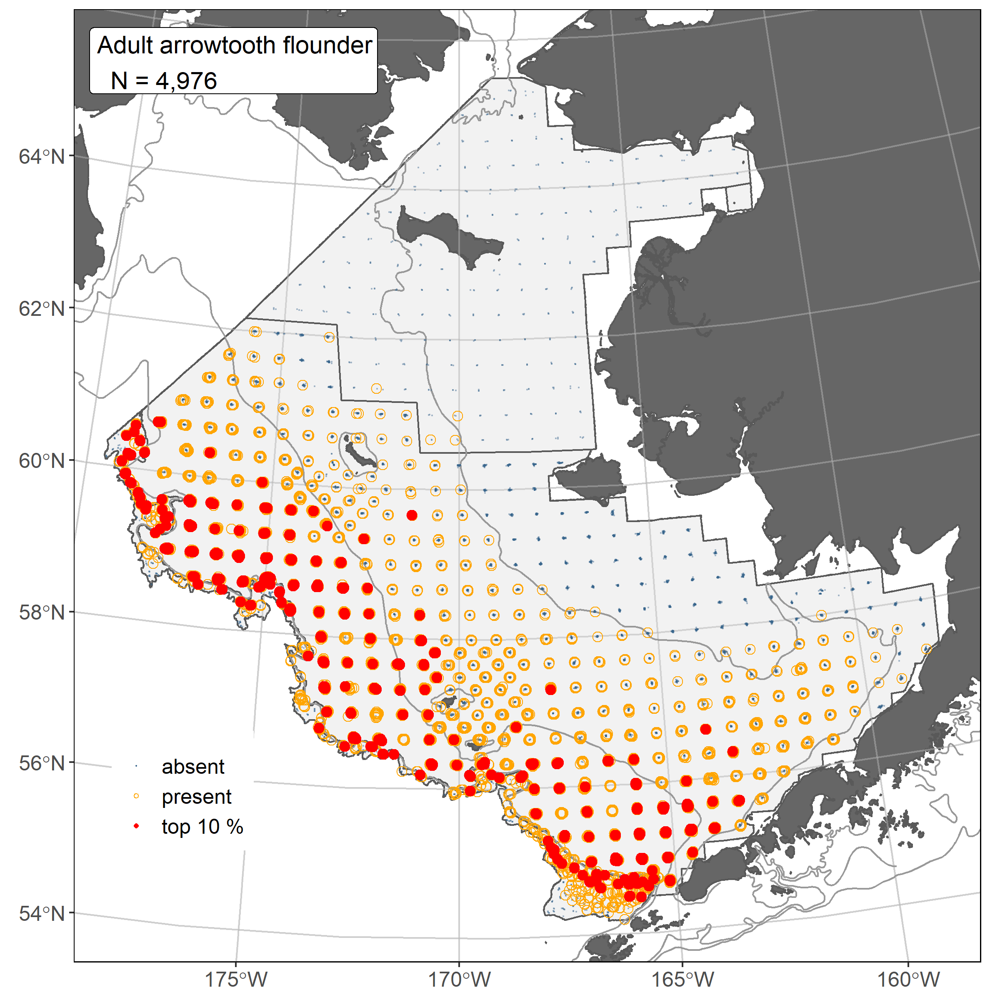 Adult arrowtooth flounder
N = 4,976
64°N
62°N
60°N
58°N
56°N
54°N
absent
present
top 10 %
175°W
170°W
165°W
160°W